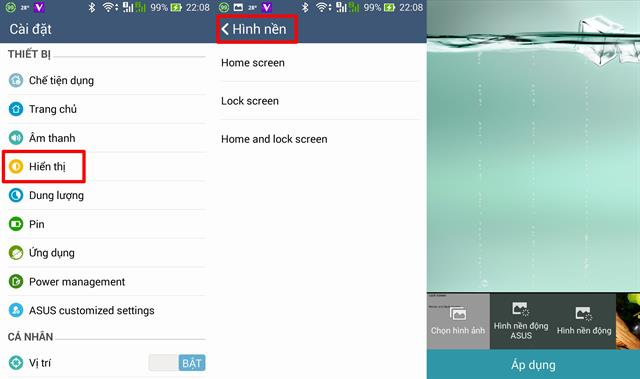 99 28° V 99% 22:08
Cài đặt
THIẾT BỊ
Chế tiện dụng
Trang chủ
Âm thanh
Hiển thị
Dung lượng
Pin
Ứng dụng
Power management
ASUS customized settings
CÁ NHÂN
Vị trí BẬT
99 28° V 99% 22:08
Hình nền
Home screen
Lock screen
Home and lock screen
Chọn hình ảnh
Hình nền động
ASUS
Hình nền động
Áp dụng